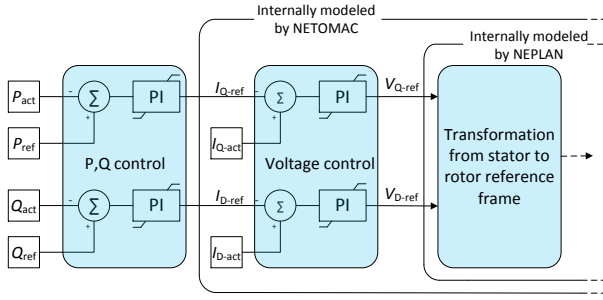 Internally modeled
by NETOMAC
Internally modeled
by NEPLAN
Pact
-
Σ
+
PI
IQ-ref
-
Σ
+
PI
VQ-ref
Pref
IQ-act
P,Q control
Voltage control
Transformation
from stator to
rotor reference
frame
Qact
-
Σ
+
PI
ID-ref
-
Σ
+
PI
VD-ref
Qref
ID-act